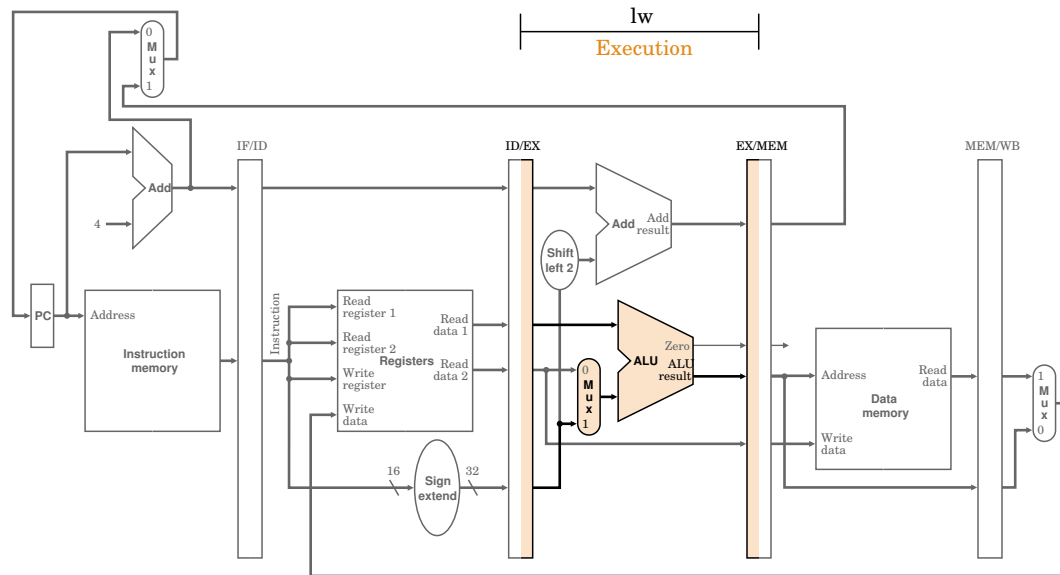 lw
Execution
0
M
u
x
1
IF/ID
ID/EX
EX/MEM
MEM/WB
Add
4
Add
Add
result
Shift
left 2
PC
Address
Instruction
memory
Instruction
Read
register 1
Read
register 2
Write
register
Write
data
Registers
Read
data 1
Read
data 2
16
Sign
extend
32
0
M
u
x
1
ALU
Zero
ALU
result
Address
Read
data
Data
memory
Write
data
1
M
u
x
0